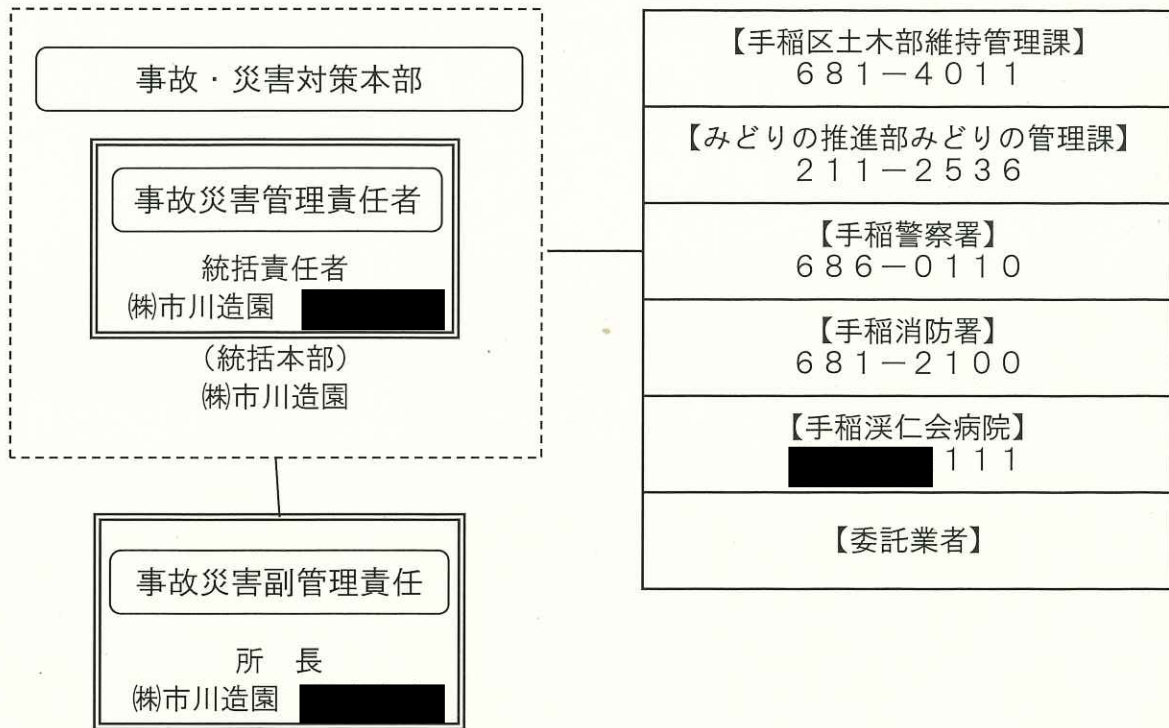 事故・災害対策本部
事故災害管理責任者
統括責任者
㈱市川造園
（統括本部）
㈱市川造園
事故災害副管理責任
所　長
㈱市川造園
【手稲区土木部維持管理課】
６８１－４０１１
【みどりの推進部みどりの管理課】
２１１－２５３６
【手稲警察署】
６８６－０１１０
【手稲消防署】
６８１－２１００
【手稲渓仁会病院】
１１１
【委託業者】